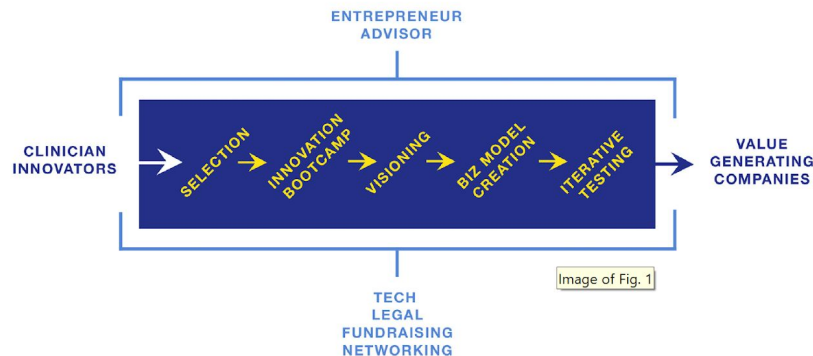 ENTREPRENEUR
ADVISOR
CLINICIAN
INNOVATORS
SELECTION
INNOVATION
BOOTCAMP
VISIONING
BIZ MODEL
CREATION
ITERATIVE
TESTING
VALUE
GENERATING
COMPANIES
Image of Fig. 1
TECH
LEGAL
FUNDRAISING
NETWORKING